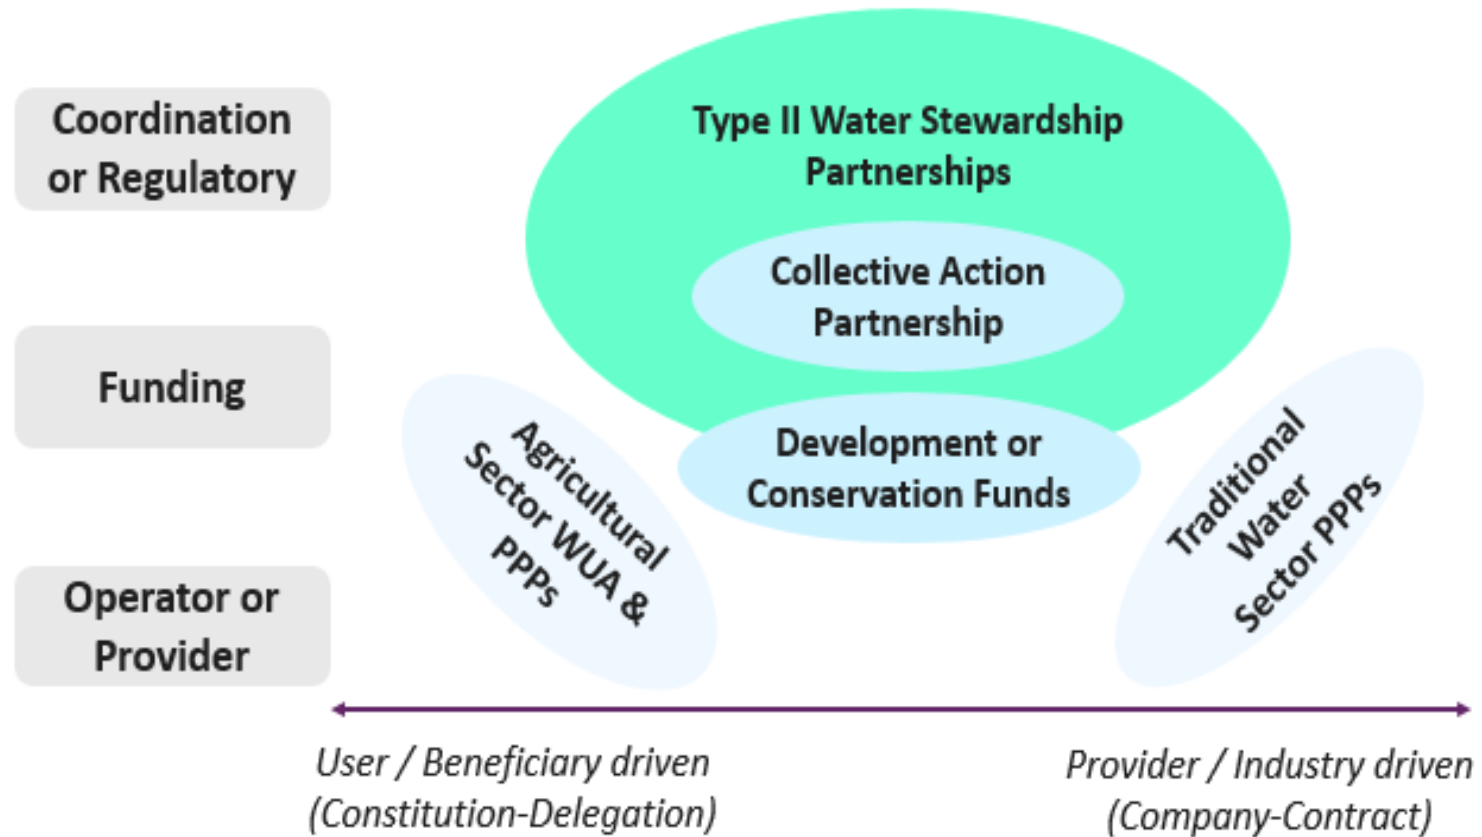 Coordination
or Regulatory
Type II Water Stewardship
Partnerships
Collective Action
Partnership
Funding
Development or
Conservation Funds
Agricultural
Sector WUA &
PPPs
Traditional
Water
Sector PPPs
Operator or
Provider
User / Beneficiary driven
(Constitution-Delegation)
Provider / Industry driven
(Company-Contract)